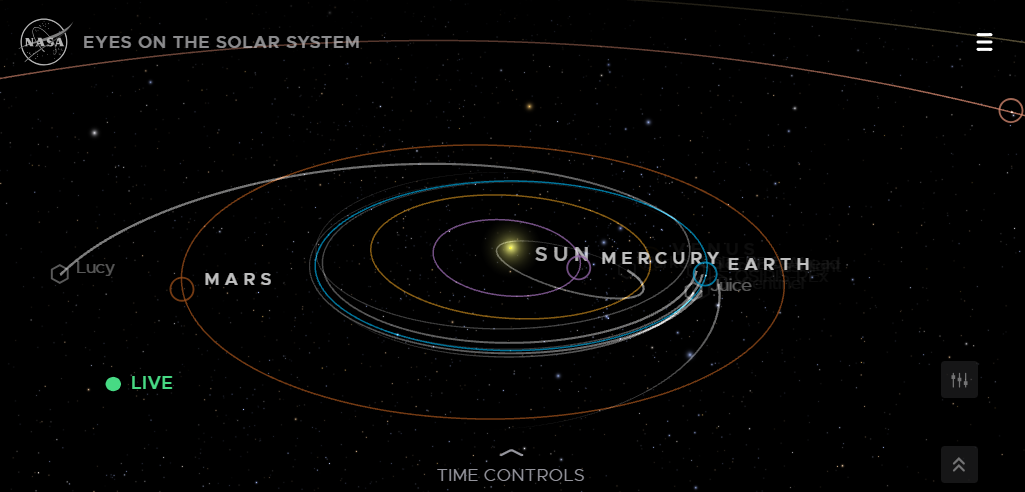 NASA
EYES ON THE SOLAR SYSTEM
SUN
MERCURY
VENUS
EARTH
Lucy
MARS
Juice
LIVE
TIME CONTROLS